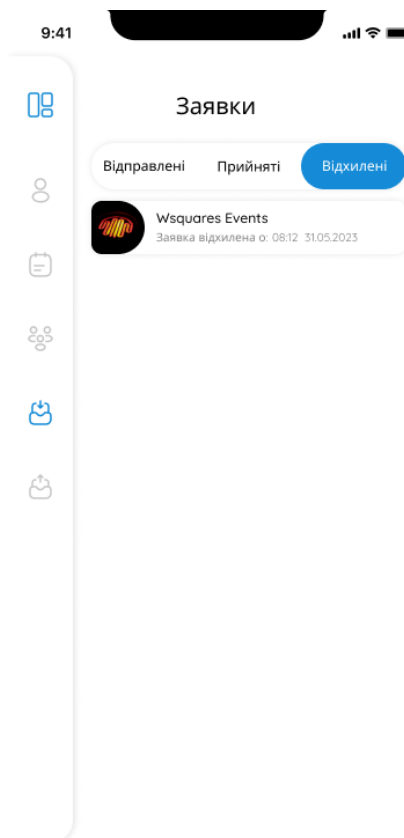 9:41
Заявки
Відправлені Прийняті Відхилені
Wsquares Events
Заявка відхилена о: 08:12 31.05.2023